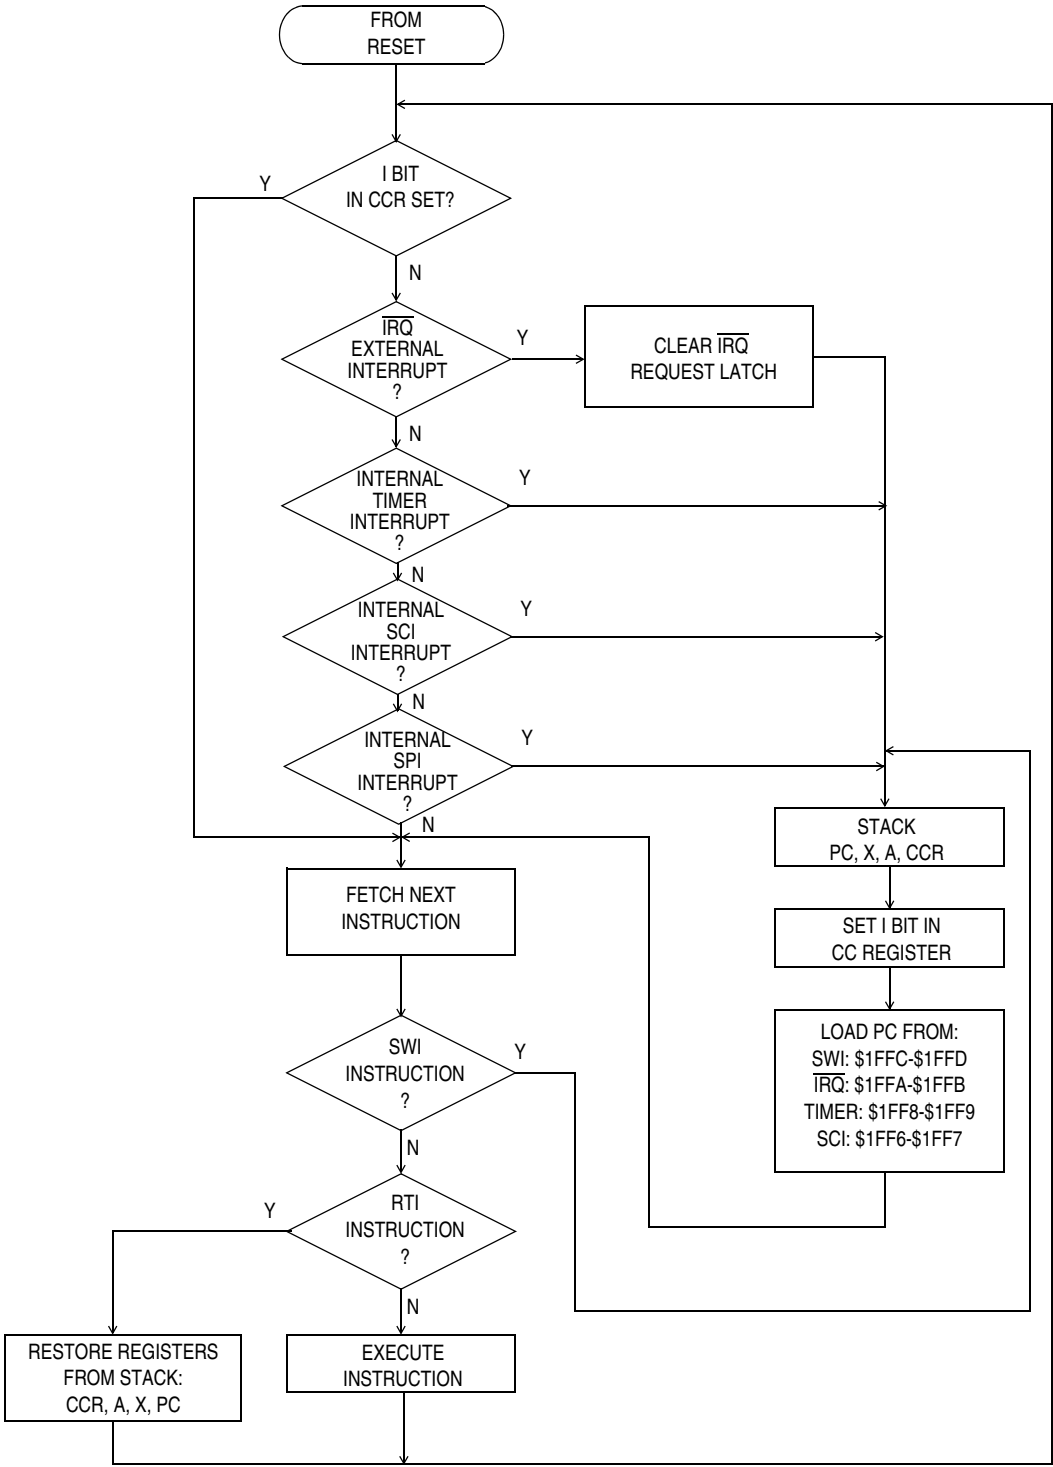 FROM
RESET
Y
I BIT
IN CCR SET?
N
IRQ
EXTERNAL
INTERRUPT
?
Y
CLEAR IRQ
REQUEST LATCH
N
INTERNAL
TIMER
INTERRUPT
?
Y
N
INTERNAL
SCI
INTERRUPT
?
Y
N
INTERNAL
SPI
INTERRUPT
?
Y
N
STACK
PC, X, A, CCR
FETCH NEXT
INSTRUCTION
SET I BIT IN
CC REGISTER
LOAD PC FROM:
SWI: $1FFC-$1FFD
IRQ: $1FFA-$1FFB
TIMER: $1FF8-$1FF9
SCI: $1FF6-$1FF7
SWI
INSTRUCTION
?
Y
N
RTI
INSTRUCTION
?
Y
N
RESTORE REGISTERS
FROM STACK:
CCR, A, X, PC
EXECUTE
INSTRUCTION